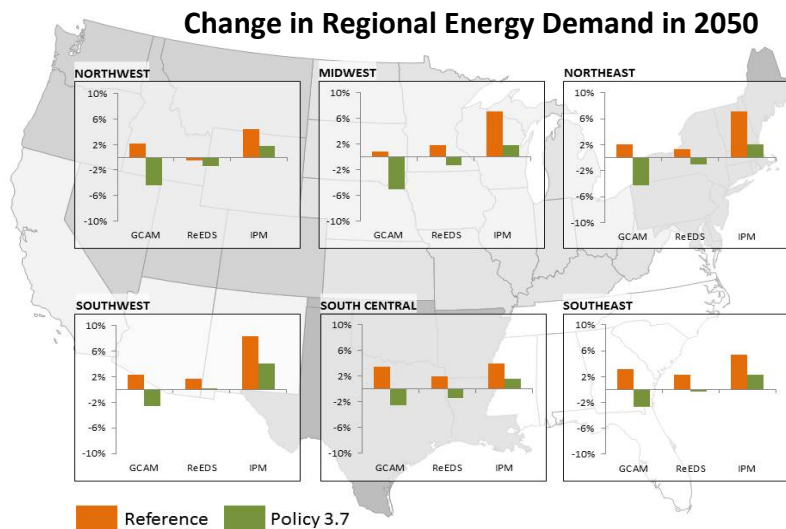 Change in Regional Energy Demand in 2050
NORTHWEST
10%
6%
2%
-2%
-6%
-10%
GCAM ReEDS IPM
MIDWEST
10%
6%
2%
-2%
-6%
-10%
GCAM ReEDS IPM
NORTHEAST
10%
6%
2%
-2%
-6%
-10%
GCAM ReEDS IPM
SOUTHWEST
10%
6%
2%
-2%
-6%
-10%
GCAM ReEDS IPM
SOUTH CENTRAL
10%
6%
2%
-2%
-6%
-10%
GCAM ReEDS IPM
SOUTHEAST
10%
6%
2%
-2%
-6%
-10%
GCAM ReEDS IPM
Reference Policy 3.7